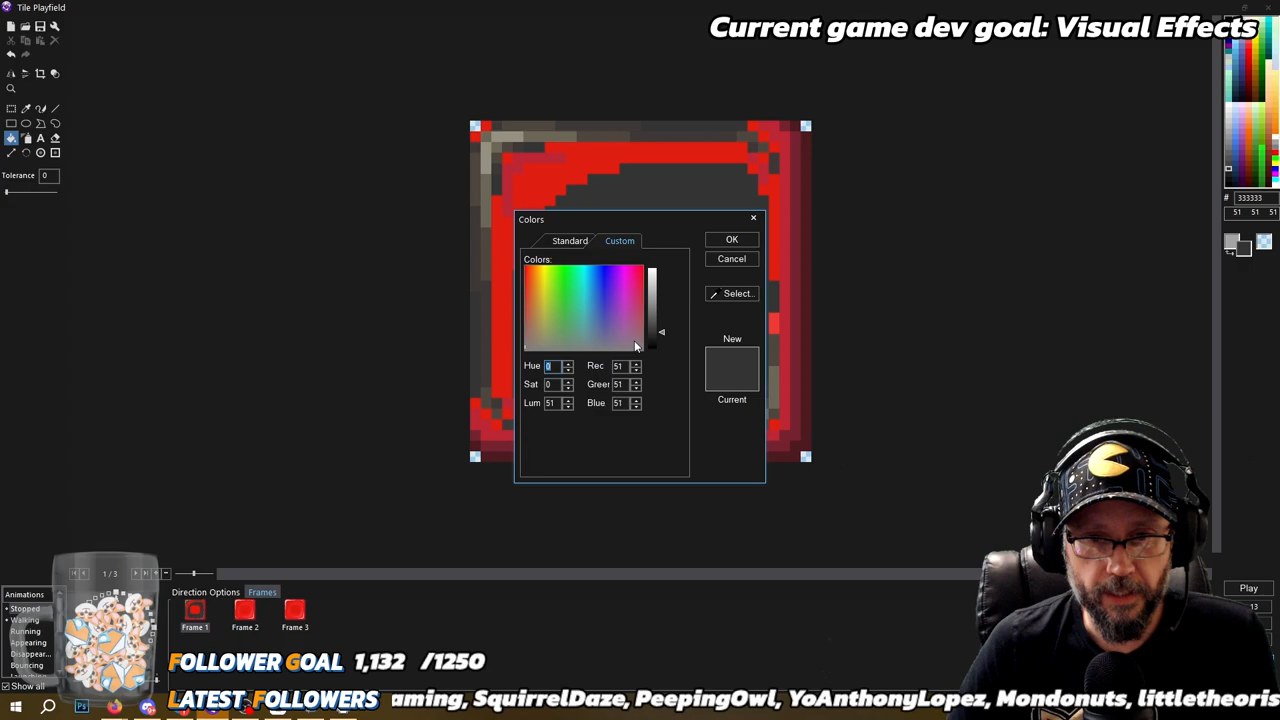 Tile Playfield
Current game dev goal: Visual Effects
Tolerance 0
# 333333
51 51 51
Colors
Standard Custom
OK
Colors:
Cancel
Select..
New
Hue 0 Rec 51
Sat 0 Greer 51
Lum 51 Blue 51
Current
1 / 3
Animations
Direction Options Frames
Play
Stopped
Walking
13
Running
Frame 1 Frame 2 Frame 3
Appearing
Disappear...
Bouncing
Show all
FOLLOWER GOAL 1,132 /1250
LATEST FOLLOWERS aming, SquirrelDaze, PeepingOwl, YoAnthonyLopez, Mondonuts, littletheoris
Ps